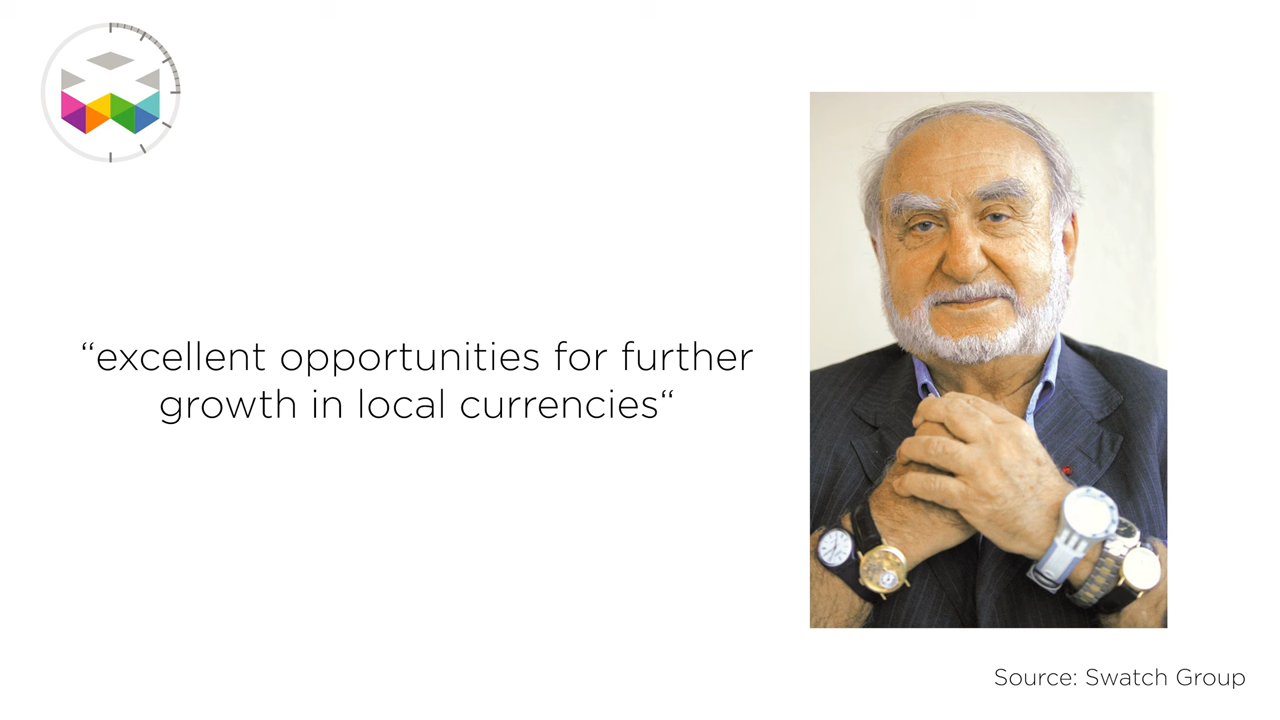 “excellent opportunities for further
growth in local currencies“
Source: Swatch Group